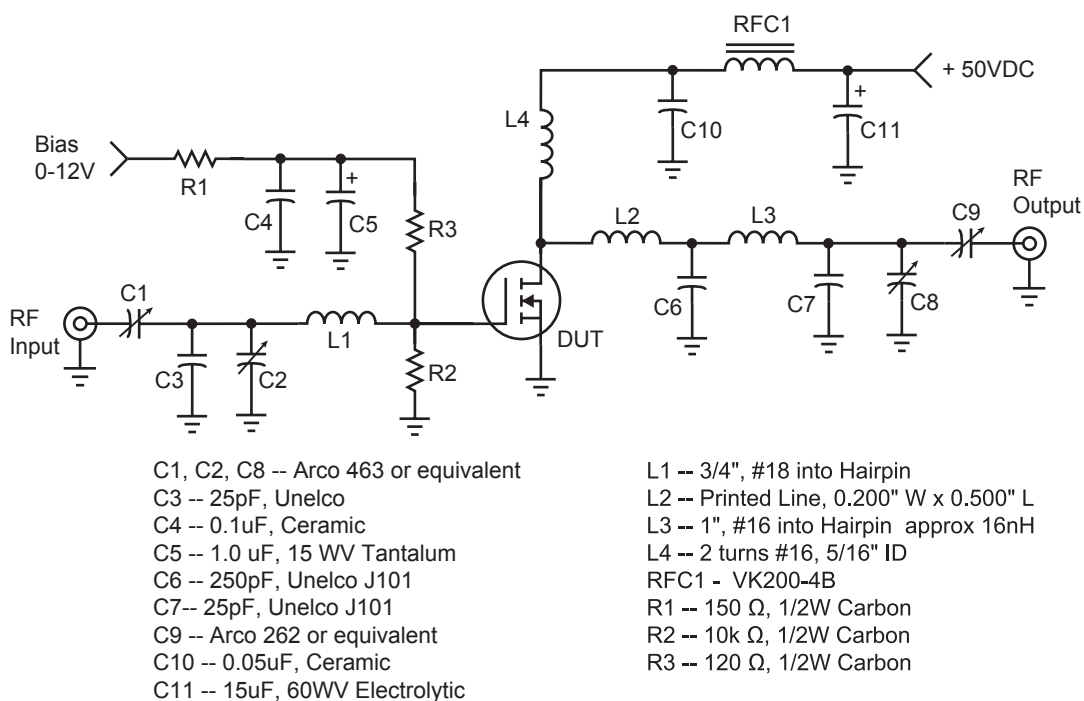 RFC1
+ 50VDC
+
C10
C11
L4
Bias
0-12V
R1
+
C4
C5
R3
RF
Output
L2
L3
C9
C6
C7
C8
DUT
RF
Input
C1
L1
C3
C2
R2
C1, C2, C8 -- Arco 463 or equivalent
C3 -- 25pF, Unelco
C4 -- 0.1uF, Ceramic
C5 -- 1.0 uF, 15 WV Tantalum
C6 -- 250pF, Unelco J101
C7-- 25pF, Unelco J101
C9 -- Arco 262 or equivalent
C10 -- 0.05uF, Ceramic
C11 -- 15uF, 60WV Electrolytic
L1 -- 3/4", #18 into Hairpin
L2 -- Printed Line, 0.200" W x 0.500" L
L3 -- 1", #16 into Hairpin approx 16nH
L4 -- 2 turns #16, 5/16" ID
RFC1 - VK200-4B
R1 -- 150 Ω, 1/2W Carbon
R2 -- 10k Ω, 1/2W Carbon
R3 -- 120 Ω, 1/2W Carbon